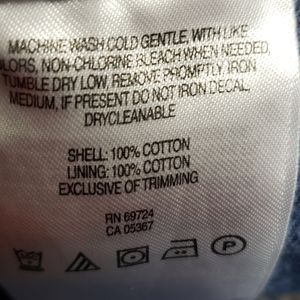 MACHINE WASH COLD GENTLE, WITH LIKE
COLORS, NON-CHLORINE BLEACH WHEN NEEDED,
TUMBLE DRY LOW, REMOVE PROMPTLY, IRON
MEDIUM, IF PRESENT DO NOT IRON DECAL,
DRYCLEANABLE
SHELL: 100% COTTON
LINING: 100% COTTON
EXCLUSIVE OF TRIMMING
RN 69724
CA 05367
P